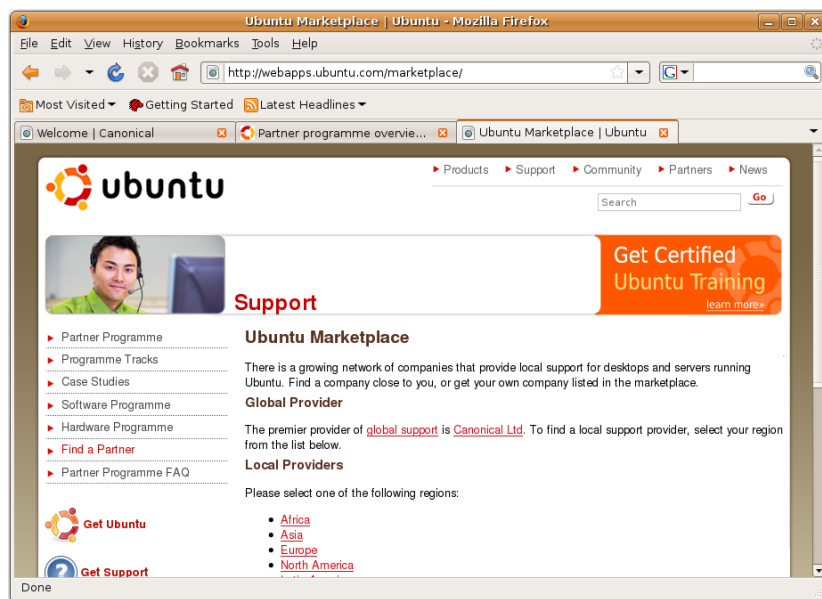 Ubuntu Marketplace | Ubuntu - Mozilla Firefox
File Edit View History Bookmarks Tools Help
http://webapps.ubuntu.com/marketplace/
G
Most Visited Getting Started Latest Headlines
Welcome | Canonical Partner programme overvie... Ubuntu Marketplace | Ubuntu
ubuntu
Products Support Community Partners News
Search Go
Support
Get Certified
Ubuntu Training
learn more»
Partner Programme
Programme Tracks
Case Studies
Software Programme
Hardware Programme
Find a Partner
Partner Programme FAQ
Get Ubuntu
Get Support
Ubuntu Marketplace
There is a growing network of companies that provide local support for desktops and servers running
Ubuntu. Find a company close to you, or get your own company listed in the marketplace.
Global Provider
The premier provider of global support is Canonical Ltd. To find a local support provider, select your region
from the list below.
Local Providers
Please select one of the following regions:
Africa
Asia
Europe
North America
Done